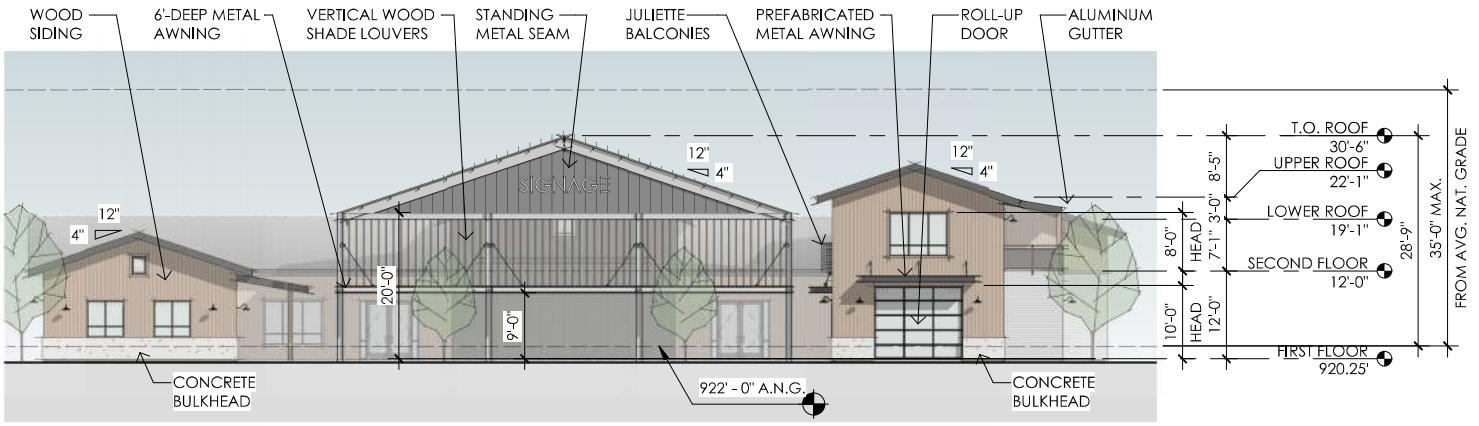 WOOD
SIDING
6'-DEEP METAL
AWNING
VERTICAL WOOD
SHADE LOUVERS
STANDING
METAL SEAM
JULIETTE
BALCONIES
PREFABRICATED
METAL AWNING
ROLL-UP
DOOR
ALUMINUM
GUTTER
12"
4"
SIGNAGE
12"
4"
12"
4"
20'-0"
9'-0"
8'-0"
HEAD
10'-0"
HEAD
8'-5"
3'-0"
7'-1"
12'-0"
T.O. ROOF
30'-6"
UPPER ROOF
22'-1"
LOWER ROOF
19'-1"
SECOND FLOOR
12'-0"
FIRST FLOOR
920.25'
28'-9"
35'-0" MAX.
FROM AVG. NAT. GRADE
CONCRETE
BULKHEAD
922' - 0" A.N.G.
CONCRETE
BULKHEAD